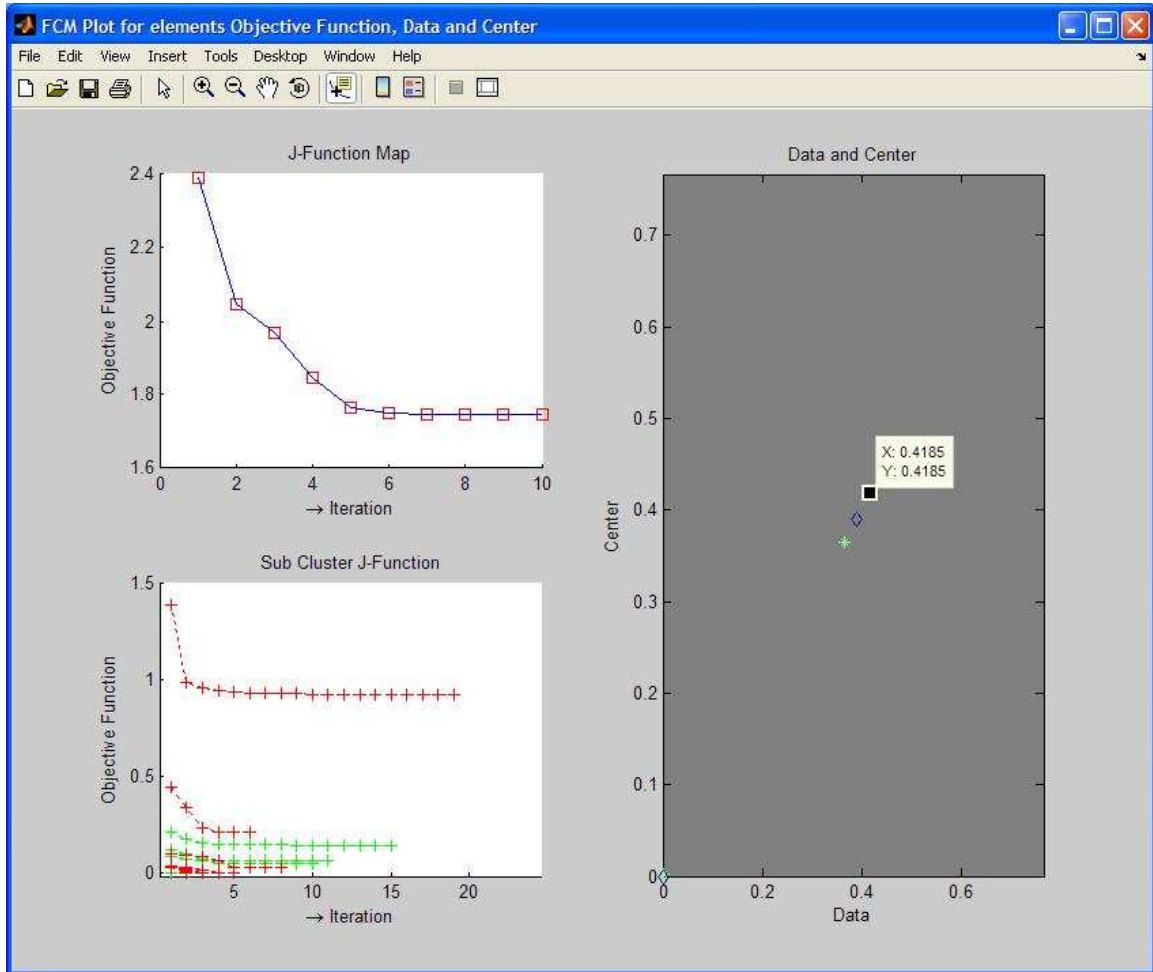 FCM Plot for elements Objective Function, Data and Center
File Edit View Insert Tools Desktop Window Help
J-Function Map
Objective Function
2.4
2.2
2
1.8
1.6
0 2 4 6 8 10
→ Iteration
Sub Cluster J-Function
Objective Function
1.5
1
0.5
0
5 10 15 20
→ Iteration
Data and Center
Center
0.7
0.6
0.5
0.4
0.3
0.2
0.1
0
X: 0.4185
Y: 0.4185
0 0.2 0.4 0.6
Data